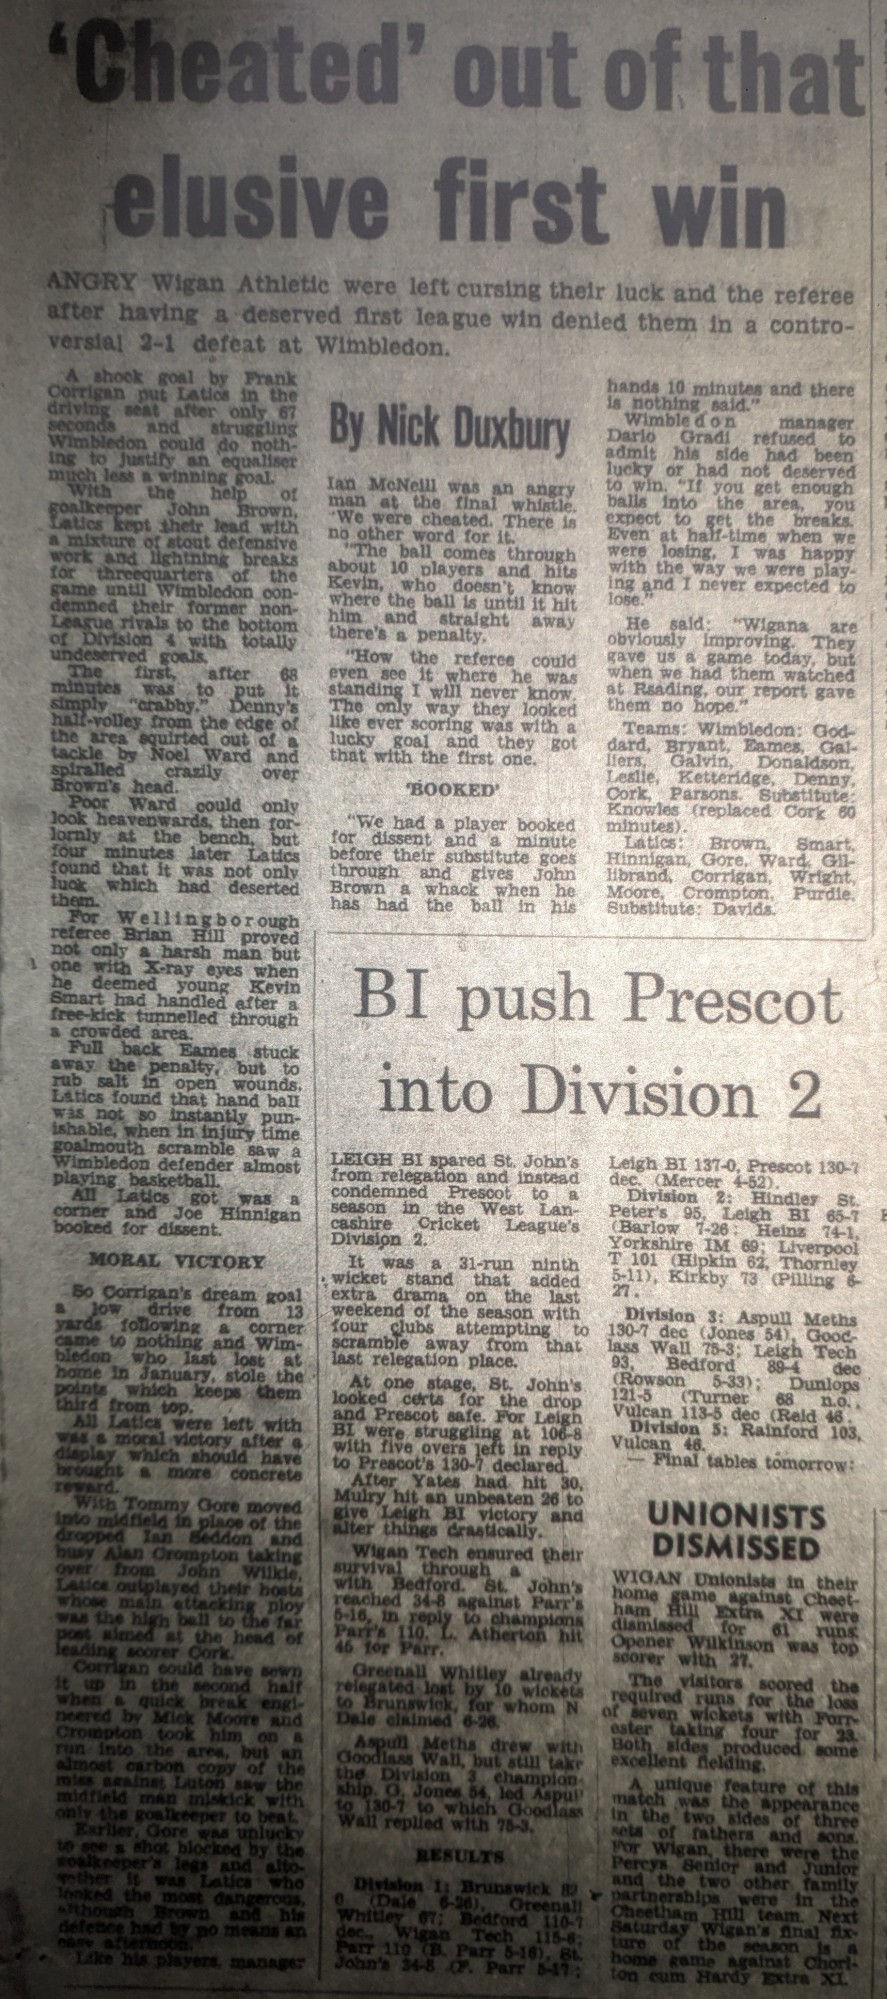 ‘Cheated’ out of that
elusive first win
ANGRY Wigan Athletic were left cursing their luck and the referee
after having a deserved first league win denied them in a contro-
versial 2-1 defeat at Wimbledon.
A shock goal by Frank
Corrigan put Latics in the
driving seat after only 67
seconds and struggling
Wimbledon could do noth-
ing to justify an equaliser
much less a winning goal.
With the help of
goalkeeper John Brown,
Latics kept their lead with
a mixture of stout defensive
work and lightning breaks
for threequarters of the
game until Wimbledon con-
demned their former non-
League rivals to the bottom
of Division 4 with totally
undeserved goals.
The first, after 68
minutes was to put it
simply "crabby." Denny's
half-volley from the edge of
the area squirted out of a
tackle by Noel Ward and
spiralled crazily over
Brown's head.
Poor Ward could only
look heavenwards, then for-
lornly at the bench, but
four minutes later Latics
found that it was not only
luck which had deserted
them.
For Wellingborough
referee Brian Hill proved
not only a harsh man but
one with X-ray eyes when
he deemed young Kevin
Smart had handled after a
free-kick tunnelled through
a crowded area.
Full back Eames stuck
away the penalty, but to
rub salt in open wounds,
Latics found that hand ball
was not so instantly pun-
ishable, when in injury time
goalmouth scramble saw a
Wimbledon defender almost
playing basketball.
All Latics got was a
corner and Joe Hinnigan
booked for dissent.
MORAL VICTORY
So Corrigan's dream goal
a low drive from 13
yards following a corner
came to nothing and Wim-
bledon who last lost at
home in January, stole the
points which keeps them
third from top.
All Latics were left with
was a moral victory after a
display which should have
brought a more concrete
reward.
With Tommy Gore moved
into midfield in place of the
dropped Ian Seddon and
busy Alan Crompton taking
over from John Wilkie,
Latics outplayed their hosts
whose main attacking ploy
was the high ball to the far
post aimed at the head of
leading scorer Cork.
Corrigan could have sewn
it up in the second half
when a quick break engi-
neered by Mick Moore and
Crompton took him on a
run into the area, but an
almost carbon copy of the
miss against Luton saw the
midfield man miskick with
only the goalkeeper to beat.
Earlier, Gore was unlucky
to see a shot blocked by the
goalkeeper's legs and alto-
gether it was Latics who
looked the most dangerous,
although Brown and his
defence had by no means an
easy afternoon.
Like his players, manager
By Nick Duxbury
Ian McNeill was an angry
man at the final whistle.
"We were cheated. There is
no other word for it.
"The ball comes through
about 10 players and hits
Kevin, who doesn't know
where the ball is until it hit
him and straight away
there's a penalty.
"How the referee could
even see it where he was
standing I will never know.
The only way they looked
like ever scoring was with a
lucky goal and they got
that with the first one.
'BOOKED'
"We had a player booked
for dissent and a minute
before their substitute goes
through and gives John
Brown a whack when he
has had the ball in his
hands 10 minutes and there
is nothing said."
Wimbledon manager
Dario Gradi refused to
admit his side had been
lucky or had not deserved
to win. "If you get enough
balls into the area, you
expect to get the breaks.
Even at half-time when we
were losing, I was happy
with the way we were play-
ing and I never expected to
lose."
He said: "Wigana are
obviously improving. They
gave us a game today, but
when we had them watched
at Reading, our report gave
them no hope."
Teams: Wimbledon: God-
dard, Bryant, Eames, Gal-
liers, Galvin, Donaldson,
Leslie, Ketteridge, Denny,
Cork, Parsons. Substitute:
Knowles (replaced Cork 60
minutes).
Latics: Brown, Smart,
Hinnigan, Gore, Ward, Gil-
librand, Corrigan, Wright,
Moore, Crompton, Purdie.
Substitute: Davids.
BI push Prescot
into Division 2
LEIGH BI spared St. John's
from relegation and instead
condemned Prescot to a
season in the West Lan-
cashire Cricket League's
Division 2.
It was a 31-run ninth
wicket stand that added
extra drama on the last
weekend of the season with
four clubs attempting to
scramble away from that
last relegation place.
At one stage, St. John's
looked certs for the drop
and Prescot safe. For Leigh
BI were struggling at 106-8
with five overs left in reply
to Prescot's 130-7 declared.
After Yates had hit 30,
Mulry hit an unbeaten 26 to
give Leigh BI victory and
alter things drastically.
Wigan Tech ensured their
survival through a
with Bedford. St. John's
reached 34-8 against Parr's
5-16, in reply to champions
Parr's 110. L. Atherton hit
46 for Parr.
Greenall Whitley already
relegated lost by 10 wickets
to Brunswick, for whom N
Dale claimed 6-26.
Aspull Meths drew with
Goodlass Wall, but still take
the Division 3 champion-
ship. G. Jones 54, led Aspul
to 130-7 to which Goodlass
Wall replied with 75-3.
RESULTS
Division 1: Brunswick
0 (Dale 6-26), Greenall
Whitley 67; Bedford 110-7
dec., Wigan Tech 115-6;
Parr 110 (B. Parr 5-16), St.
John's 34-8 (F. Parr 5-17;
Leigh BI 137-0, Prescot 130-7
dec. (Mercer 4-52).
Division 2: Hindley St.
Peter's 95, Leigh BI 65-7
(Barlow 7-26; Heinz 74-1,
Yorkshire IM 69; Liverpool
T 101 (Hipkin 62, Thornley
5-11), Kirkby 73 (Pilling 6-
27.
Division 3: Aspull Meths
130-7 dec (Jones 54), Good-
lass Wall 75-3; Leigh Tech
93, Bedford 89-4 dec
(Rowson 5-33); Dunlops
121-5 (Turner 68 n.o.,
Vulcan 113-5 dec (Reid 46.
Division 5: Rainford 103,
Vulcan 46.
— Final tables tomorrow:
UNIONISTS
DISMISSED
WIGAN Unionists in their
home game against Cheet-
ham Hill Extra XI were
dismissed for 61 runs.
Opener Wilkinson was top
scorer with 27.
The visitors scored the
required runs for the loss
of seven wickets with Forr-
ester taking four for 23.
Both sides produced some
excellent fielding.
A unique feature of this
match was the appearance
in the two sides of three
sets of fathers and sons.
For Wigan, there were the
Percys Senior and Junior
and the two other family
partnerships were in the
Cheetham Hill team. Next
Saturday Wigan's final fix-
ture of the season is a
home game against Chorl-
ton cum Hardy Extra XI.